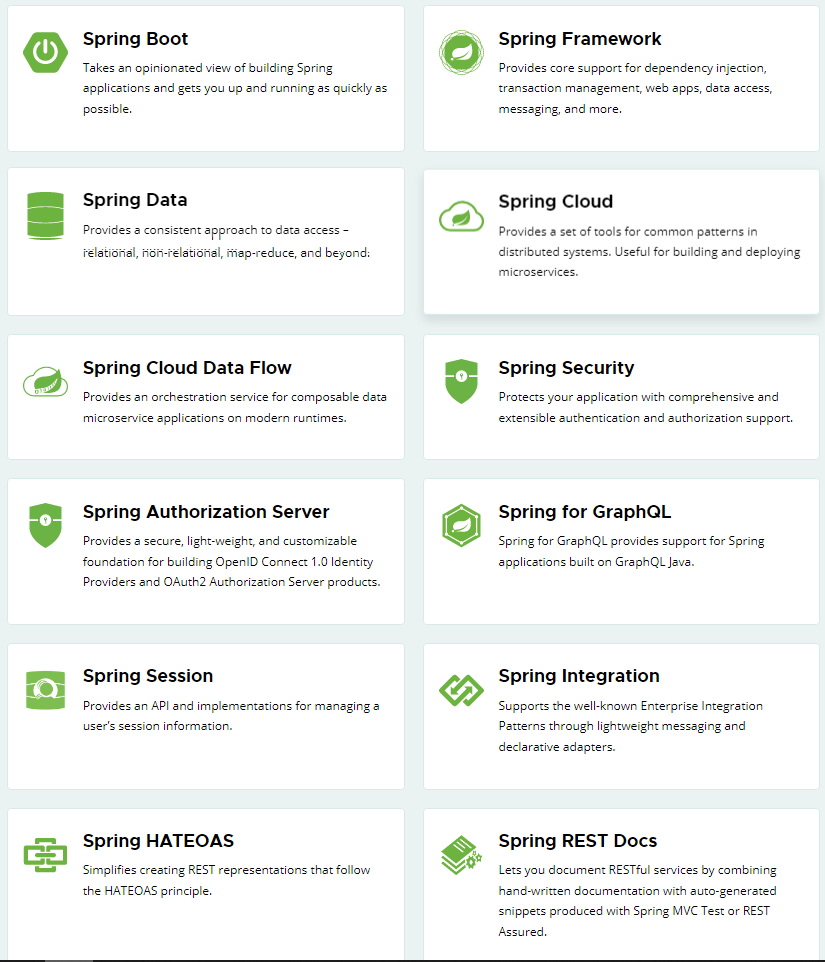 Spring Boot
Takes an opinionated view of building Spring
applications and gets you up and running as quickly as
possible.
Spring Framework
Provides core support for dependency injection,
transaction management, web apps, data access,
messaging, and more.
Spring Data
Provides a consistent approach to data access –
relational, non-relational, map-reduce, and beyond.
Spring Cloud
Provides a set of tools for common patterns in
distributed systems. Useful for building and deploying
microservices.
Spring Cloud Data Flow
Provides an orchestration service for composable data
microservice applications on modern runtimes.
Spring Security
Protects your application with comprehensive and
extensible authentication and authorization support.
Spring Authorization Server
Provides a secure, light-weight, and customizable
foundation for building OpenID Connect 1.0 Identity
Providers and OAuth2 Authorization Server products.
Spring for GraphQL
Spring for GraphQL provides support for Spring
applications built on GraphQL Java.
Spring Session
Provides an API and implementations for managing a
user's session information.
Spring Integration
Supports the well-known Enterprise Integration
Patterns through lightweight messaging and
declarative adapters.
Spring HATEOAS
Simplifies creating REST representations that follow
the HATEOAS principle.
Spring REST Docs
Lets you document RESTful services by combining
hand-written documentation with auto-generated
snippets produced with Spring MVC Test or REST
Assured.